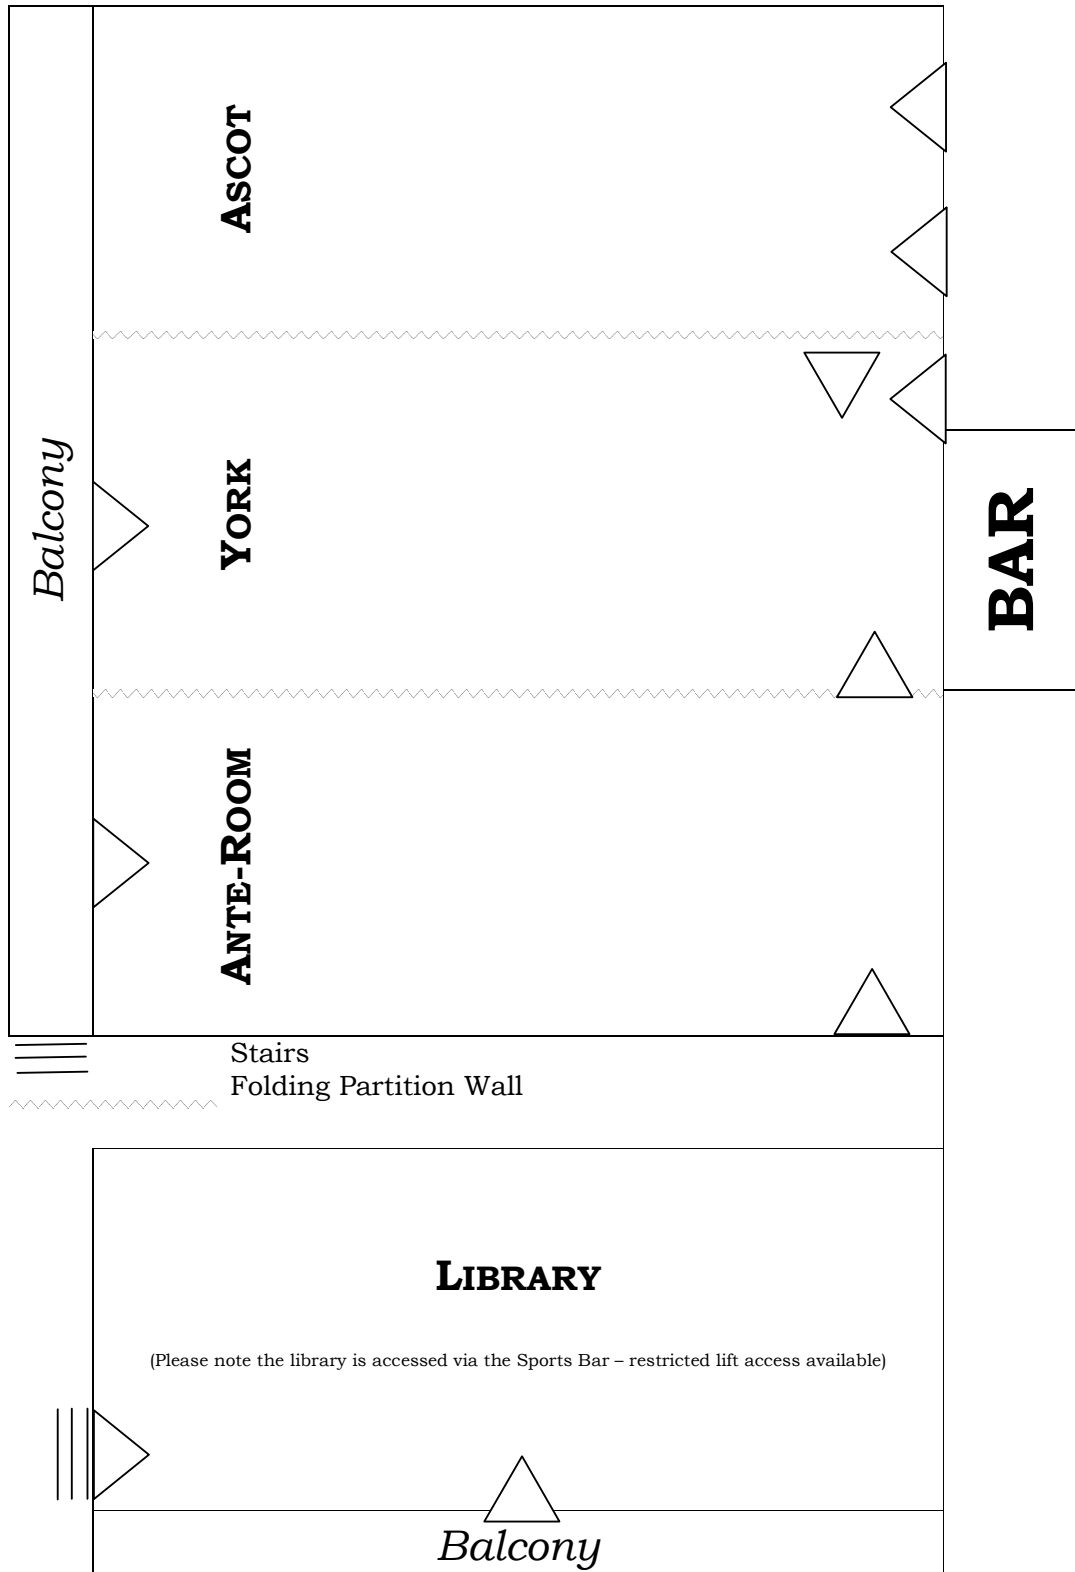 ASCOT
Balcony
YORK
BAR
ANTE-ROOM
Stairs
Folding Partition Wall
LIBRARY
(Please note the library is accessed via the Sports Bar – restricted lift access available)
Balcony